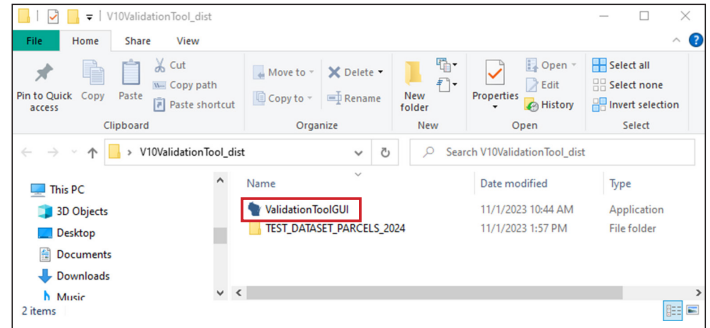 V10ValidationTool_dist
File Home Share View
Pin to Quick access
Copy
Paste
Cut
Copy path
Paste shortcut
Clipboard
Move to
Copy to
Delete
Rename
Organize
New folder
New
Properties
Open
Edit
History
Open
Select all
Select none
Invert selection
Select
V10ValidationTool_dist
Search V10ValidationTool_dist
This PC
3D Objects
Desktop
Documents
Downloads
Music
Name Date modified Type
ValidationToolGUI 11/1/2023 10:44 AM Application
TEST_DATASET_PARCELS_2024 11/1/2023 1:57 PM File folder
2 items